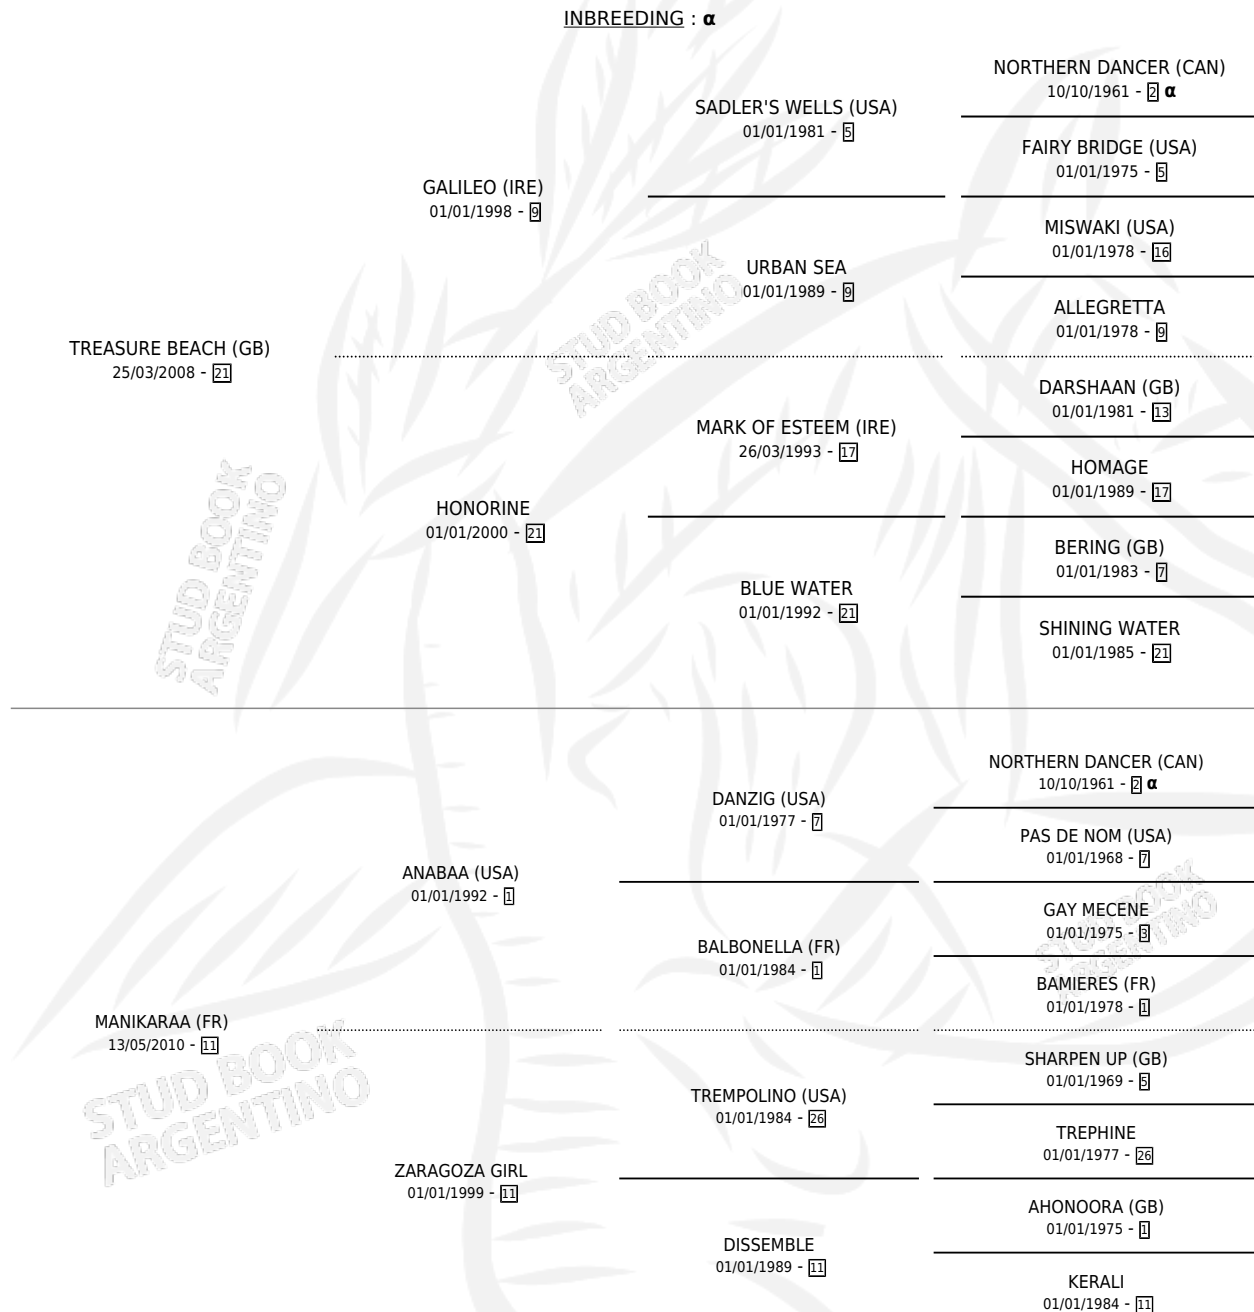 INBREEDING : α
NORTHERN DANCER (CAN)
10/10/1961 - 2 α
SADLER'S WELLS (USA)
01/01/1981 - 5
FAIRY BRIDGE (USA)
01/01/1975 - 5
GALILEO (IRE)
01/01/1998 - 9
MISWAKI (USA)
01/01/1978 - 16
URBAN SEA
01/01/1989 - 9
ALLEGRETTA
01/01/1978 - 9
TREASURE BEACH (GB)
25/03/2008 - 21
DARSHAAN (GB)
01/01/1981 - 13
MARK OF ESTEEM (IRE)
26/03/1993 - 17
HOMAGE
01/01/1989 - 17
HONORINE
01/01/2000 - 21
BERING (GB)
01/01/1983 - 7
BLUE WATER
01/01/1992 - 21
SHINING WATER
01/01/1985 - 21
NORTHERN DANCER (CAN)
10/10/1961 - 2 α
DANZIG (USA)
01/01/1977 - 7
PAS DE NOM (USA)
01/01/1968 - 7
ANABAA (USA)
01/01/1992 - 1
GAY MECENE
01/01/1975 - 3
BALBONELLA (FR)
01/01/1984 - 1
BAMIERES (FR)
01/01/1978 - 1
MANIKARAA (FR)
13/05/2010 - 11
SHARPEN UP (GB)
01/01/1969 - 5
TREMPOLINO (USA)
01/01/1984 - 26
TREPHINE
01/01/1977 - 26
ZARAGOZA GIRL
01/01/1999 - 11
AHONOORA (GB)
01/01/1975 - 1
DISSEMBLE
01/01/1989 - 11
KERALI
01/01/1984 - 11
STUD BOOK
ARGENTINO
STUD BOOK
ARGENTINO
STUD BOOK
ARGENTINO
STUD BOOK
ARGENTINO